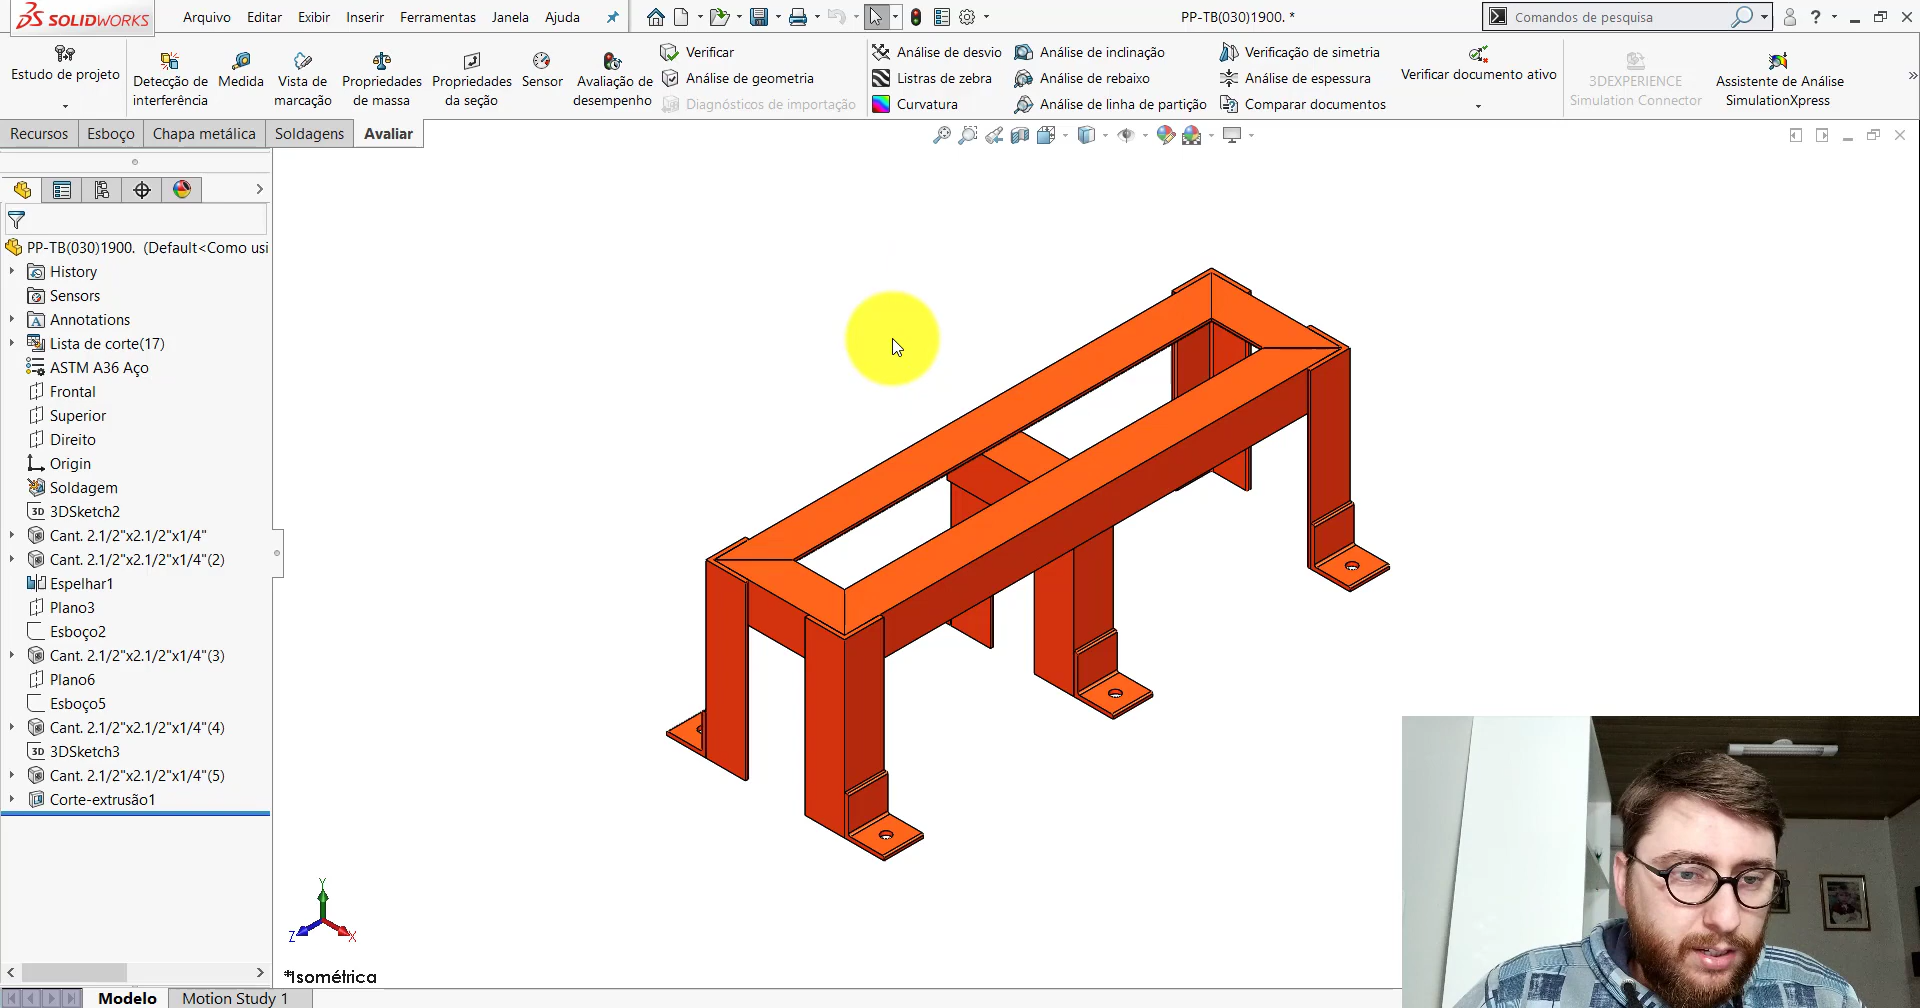 SOLIDWORKS
Arquivo Editar Exibir Inserir Ferramentas Janela Ajuda
PP-TB(030)1900. *
Comandos de pesquisa
Estudo de projeto
Detecção de interferência
Medida
Vista de marcação
Propriedades de massa
Propriedades da seção
Sensor
Avaliação de desempenho
Verificar
Análise de geometria
Diagnósticos de importação
Análise de desvio
Listras de zebra
Curvatura
Análise de inclinação
Análise de rebaixo
Análise de linha de partição
Verificação de simetria
Análise de espessura
Comparar documentos
Verificar documento ativo
3DEXPERIENCE
Simulation Connector
Assistente de Análise
SimulationXpress
Recursos Esboço Chapa metálica Soldagens Avaliar
PP-TB(030)1900. (Default<Como usi
History
Sensors
Annotations
Lista de corte(17)
ASTM A36 Aço
Frontal
Superior
Direito
Origin
Soldagem
3D 3DSketch2
Cant. 2.1/2"x2.1/2"x1/4"
Cant. 2.1/2"x2.1/2"x1/4"(2)
Espelhar1
Plano3
Esboço2
Cant. 2.1/2"x2.1/2"x1/4"(3)
Plano6
Esboço5
Cant. 2.1/2"x2.1/2"x1/4"(4)
3D 3DSketch3
Cant. 2.1/2"x2.1/2"x1/4"(5)
Corte-extrusão1
Y
Z
X
*Isométrica
Modelo Motion Study 1